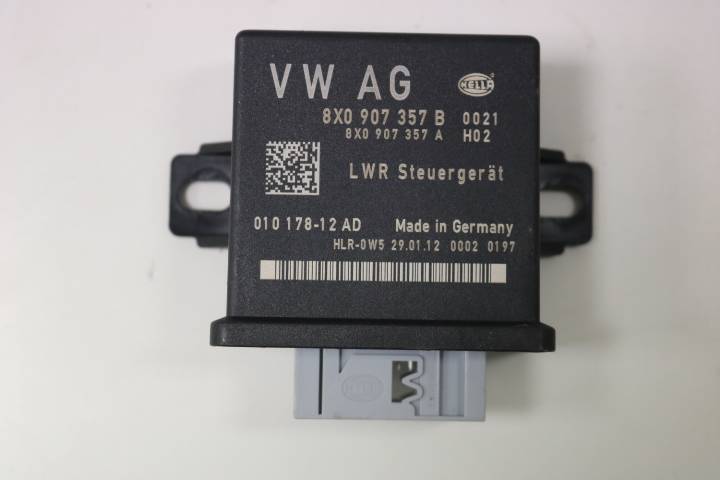 VW AG HELLA
8X0 907 357 B 0021
8X0 907 357 A H02
LWR Steuergerät
010 178-12 AD Made in Germany
HLR-0W5 29.01.12 0002 0197
HELLA